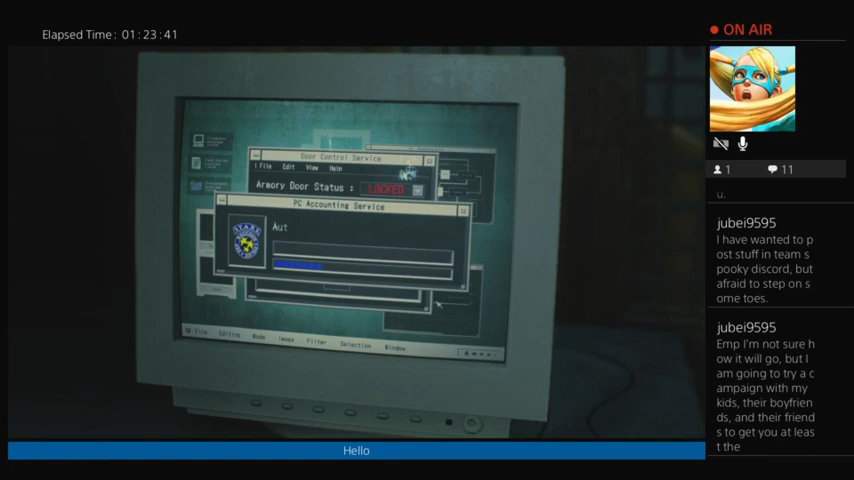 Elapsed Time : 01:23:41
ON AIR
1
11
u.
jubei9595
I have wanted to p
ost stuff in team s
pooky discord, but
afraid to step on s
ome toes.
jubei9595
Emp I'm not sure h
ow it will go, but I
am going to try a c
ampaign with my
kids, their boyfrien
ds, and their friend
s to get you at leas
t the
Door Control Service
File Edit View Help
Armory Door Status : LOCKED
PC Accounting Service
S.T.A.R.S.
Aut
File Editing Mode Image Filter Selection Window
Hello